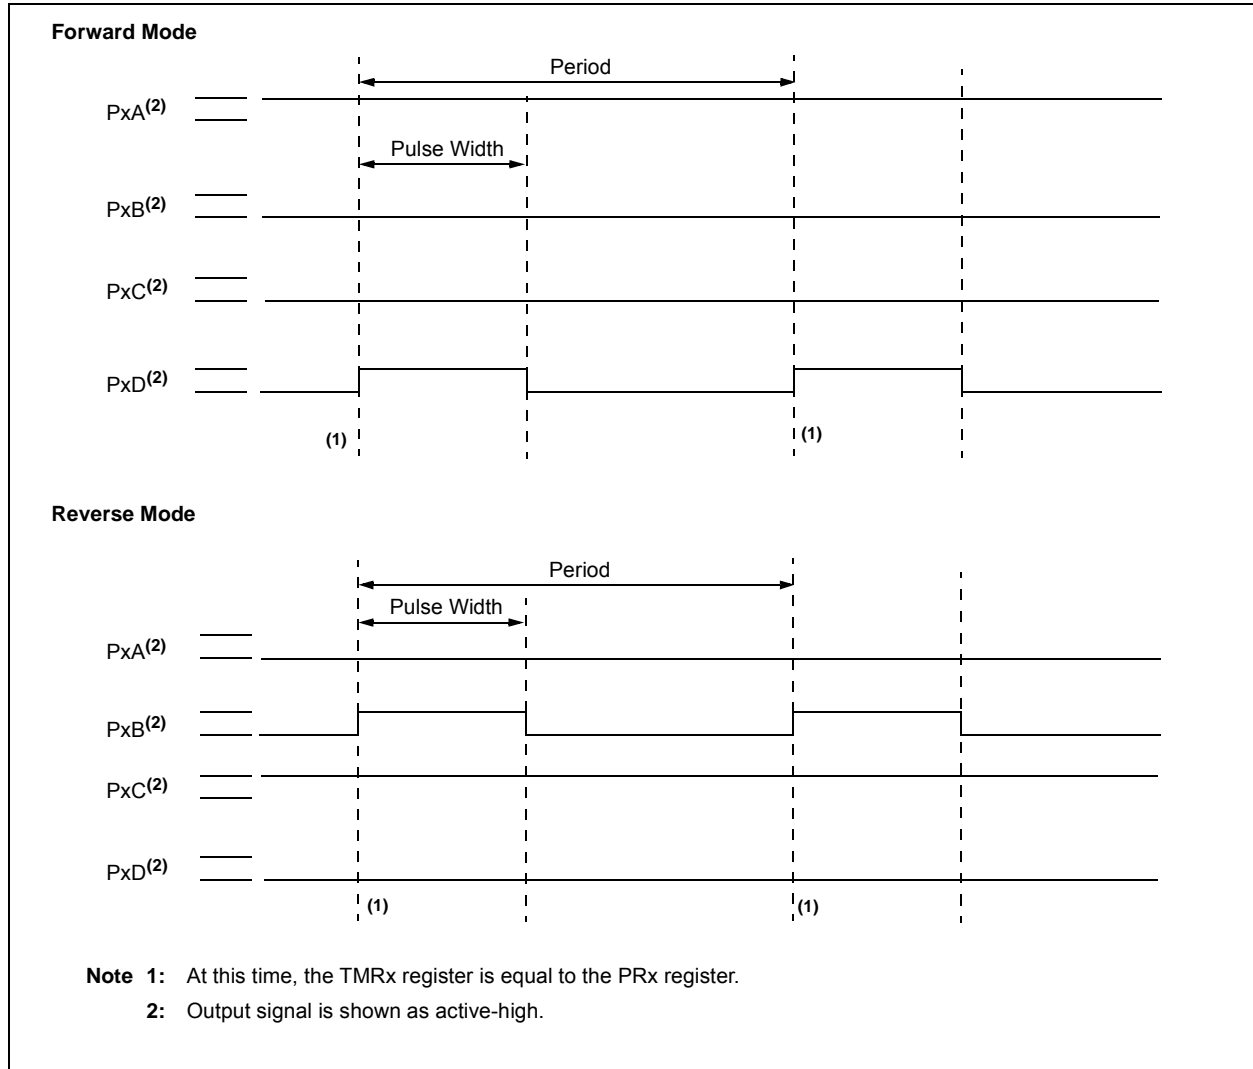 Forward Mode
Period
PxA(2)
Pulse Width
PxB(2)
PxC(2)
PxD(2)
(1) (1)
Reverse Mode
Period
Pulse Width
PxA(2)
PxB(2)
PxC(2)
PxD(2)
(1) (1)
Note 1: At this time, the TMRx register is equal to the PRx register.
2: Output signal is shown as active-high.